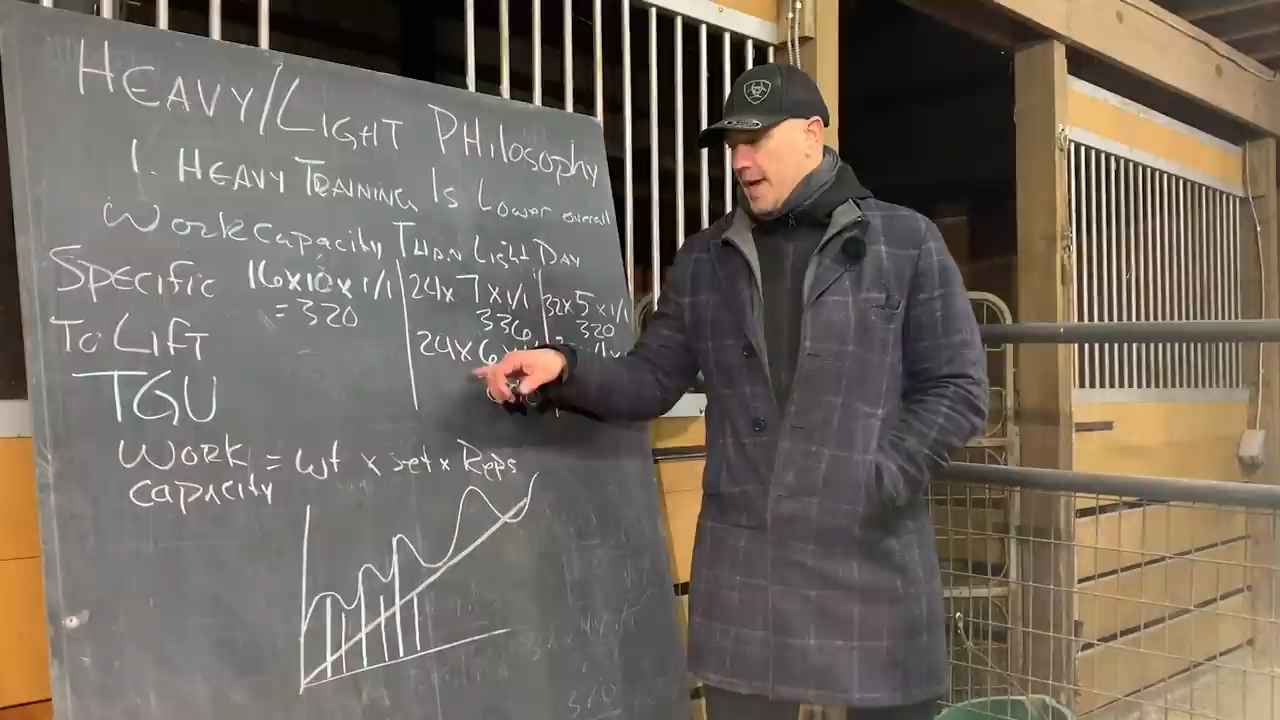 HEAVY/LIGHT PHilosophy
1. HEAVY TRAINING IS Lower overall
Workcapacity THAN LIGHT DAY
SPECIFIC 16x10x1/1 24x7x1/1 32x5x1/1
=320 336 320
To LIFT 24x6x
TGU
WORK = wt x set x Reps
CAPACITY